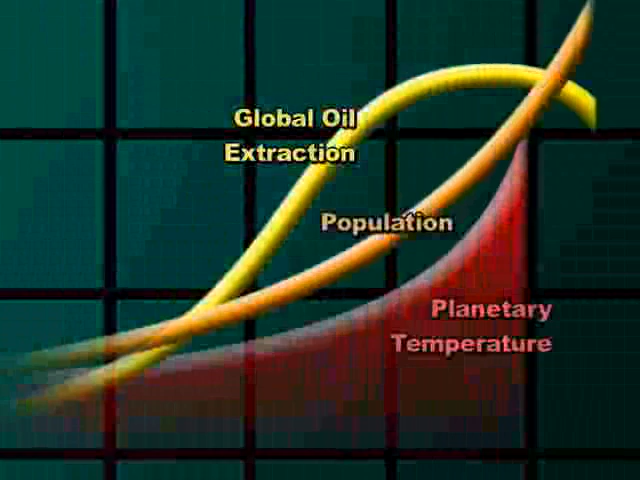 Global Oil
Extraction
Population
Planetary
Temperature